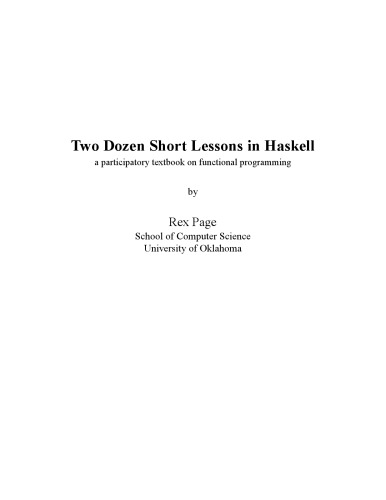 Two Dozen Short Lessons in Haskell
a participatory textbook on functional programming
by
Rex Page
School of Computer Science
University of Oklahoma